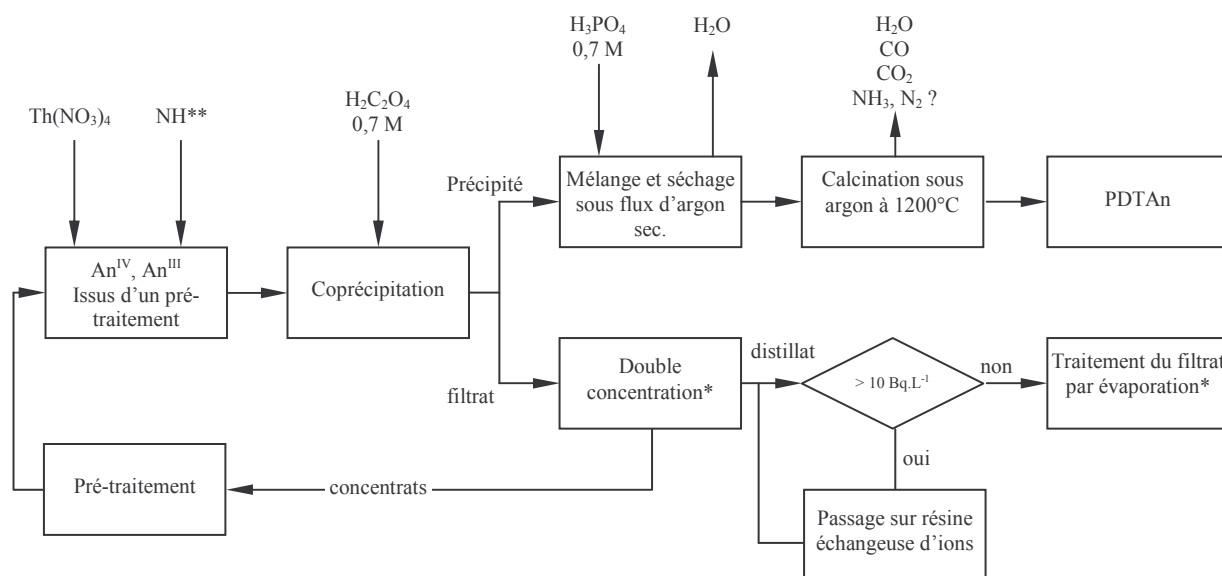 H₃PO₄
0,7 M
H₂O
H₂O
CO
CO₂
NH₃, N₂ ?
Th(NO₃)₄
NH**
H₂C₂O₄
0,7 M
Précipité
Mélange et séchage
sous flux d'argon
sec.
Calcination sous
argon à 1200°C
PDTAn
Anᴵⱽ, Anᴵᴵᴵ
Issus d'un pré-
traitement
Coprécipitation
filtrat
Double
concentration*
distillat
> 10 Bq.L⁻¹
non
Traitement du filtrat
par évaporation*
oui
Pré-traitement
concentrats
Passage sur résine
échangeuse d'ions